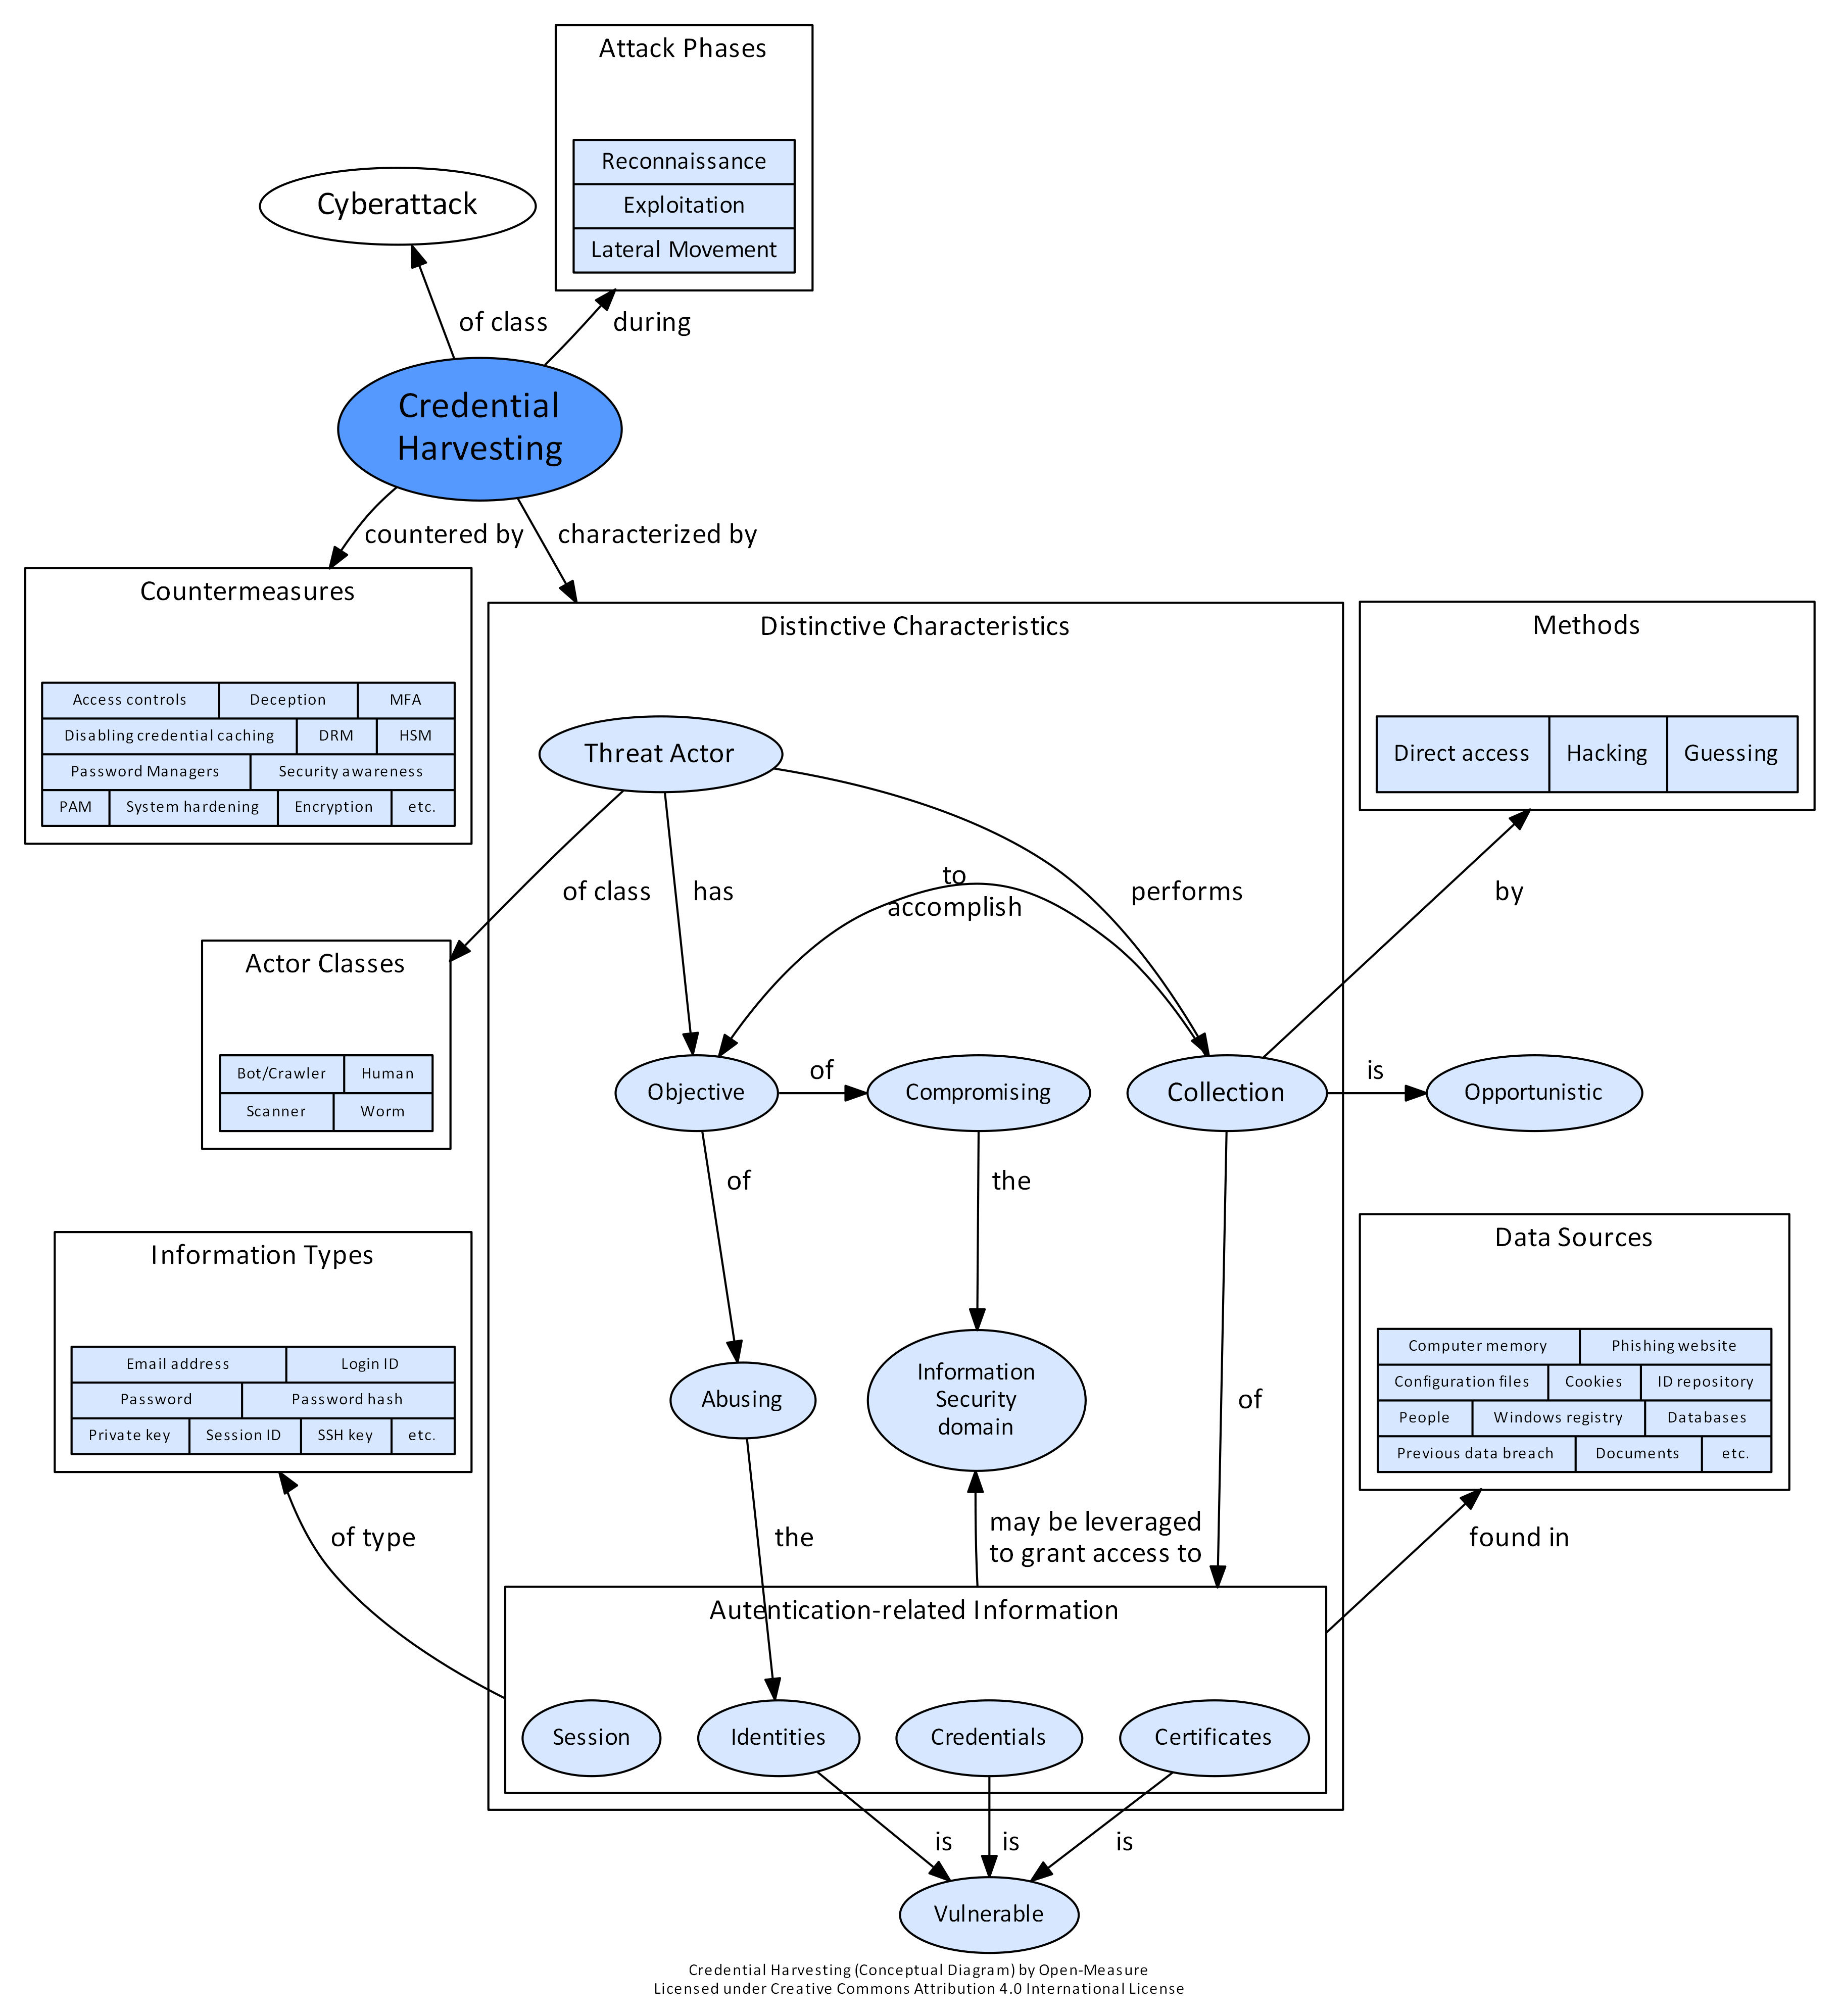 Attack Phases
Reconnaissance
Exploitation
Lateral Movement
Cyberattack
of class
during
Credential
Harvesting
countered by
characterized by
Countermeasures
Access controls
Deception
MFA
Disabling credential caching
DRM
HSM
Password Managers
Security awareness
PAM
System hardening
Encryption
etc.
Distinctive Characteristics
Threat Actor
Methods
Direct access
Hacking
Guessing
of class
has
to
accomplish
performs
by
Actor Classes
Bot/Crawler
Human
Scanner
Worm
Objective
of
Compromising
Collection
is
Opportunistic
of
the
Information Types
Email address
Login ID
Password
Password hash
Private key
Session ID
SSH key
etc.
Abusing
Information
Security
domain
of
Data Sources
Computer memory
Phishing website
Configuration files
Cookies
ID repository
People
Windows registry
Databases
Previous data breach
Documents
etc.
of type
the
may be leveraged
to grant access to
found in
Autentication-related Information
Session
Identities
Credentials
Certificates
is
is
is
Vulnerable
Credential Harvesting (Conceptual Diagram) by Open-Measure
Licensed under Creative Commons Attribution 4.0 International License